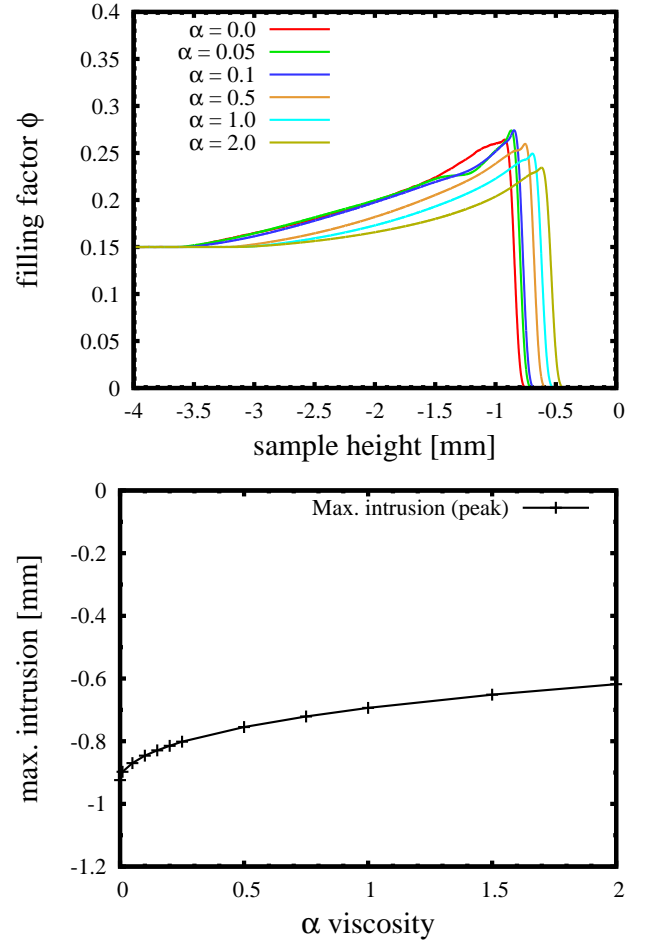 0.4
α = 0.0
α = 0.05
α = 0.1
α = 0.5
α = 1.0
α = 2.0
0.35
0.3
0.25
0.2
0.15
0.1
0.05
0
filling factor ϕ
-4 -3.5 -3 -2.5 -2 -1.5 -1 -0.5 0
sample height [mm]
Max. intrusion (peak)
0
-0.2
-0.4
-0.6
-0.8
-1
-1.2
max. intrusion [mm]
0 0.5 1 1.5 2
α viscosity